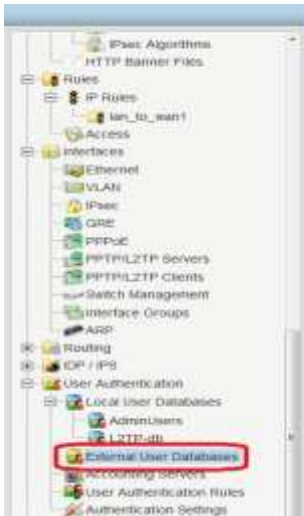 IPsec Algorithms
HTTP Banner Files
Rules
IP Rules
lan_to_wan1
Access
Interfaces
Ethernet
VLAN
IPsec
GRE
PPPoE
PPTP/L2TP Servers
PPTP/L2TP Clients
Switch Management
Interface Groups
ARP
Routing
IDP / IPS
User Authentication
Local User Databases
AdminUsers
L2TP-db
External User Databases
Accounting Servers
User Authentication Rules
Authentication Settings